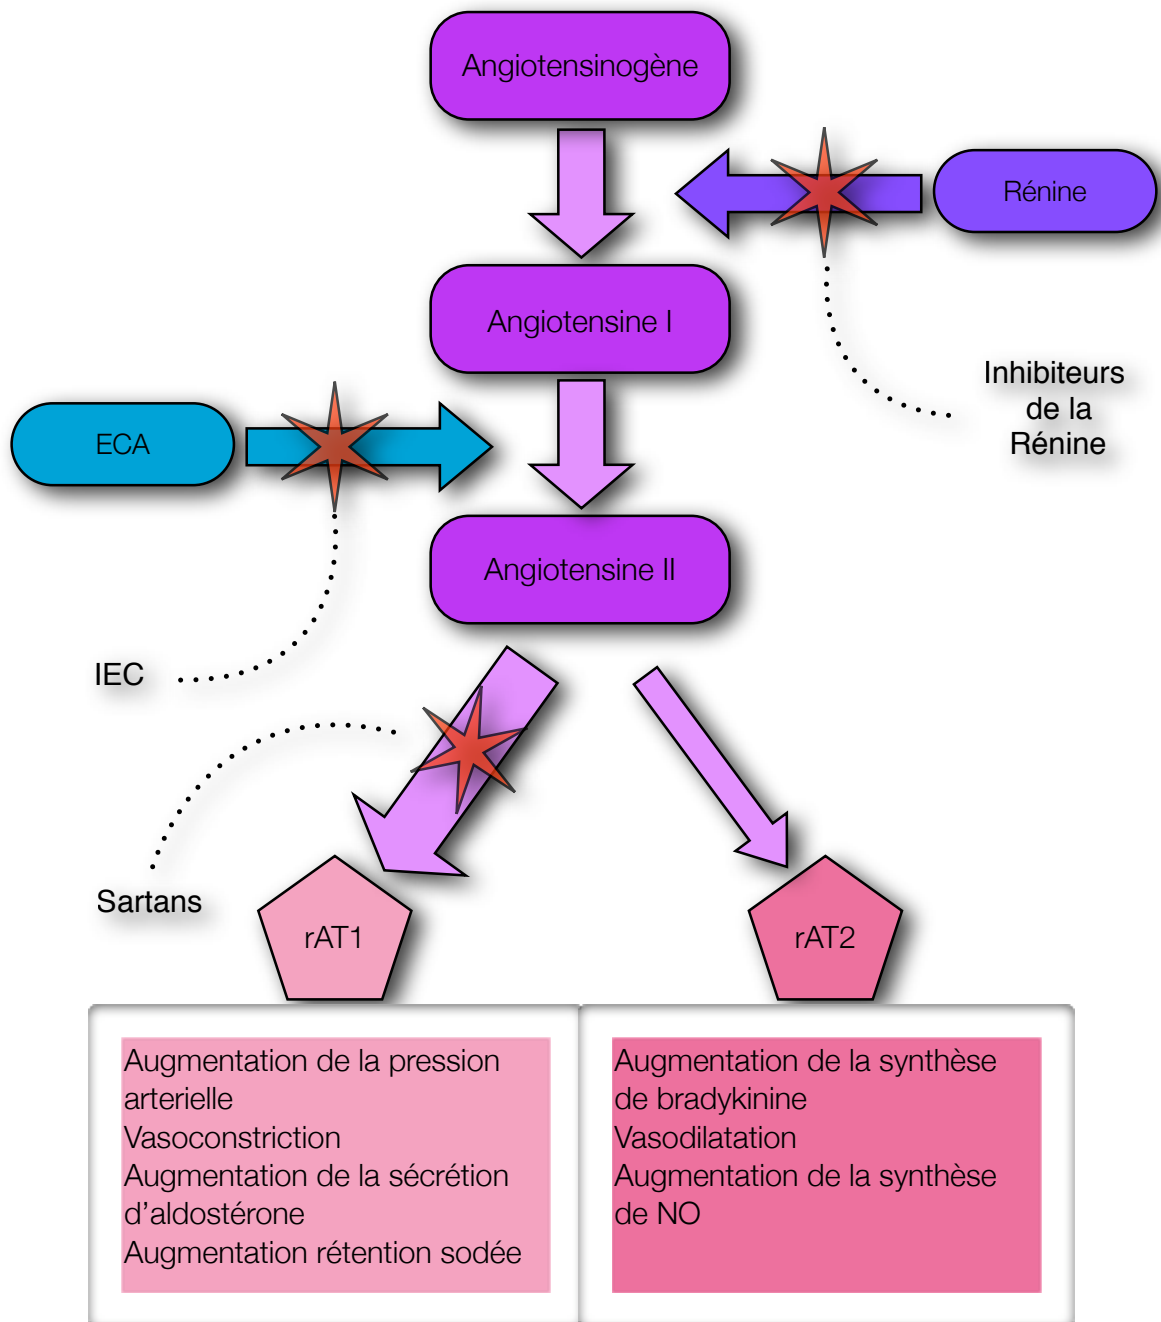 Angiotensinogène
Rénine
Angiotensine I
Inhibiteurs
de la
Rénine
ECA
Angiotensine II
IEC
Sartans
rAT1
rAT2
Augmentation de la pression
arterielle
Vasoconstriction
Augmentation de la sécrétion
d'aldostérone
Augmentation rétention sodée
Augmentation de la synthèse
de bradykinine
Vasodilatation
Augmentation de la synthèse
de NO